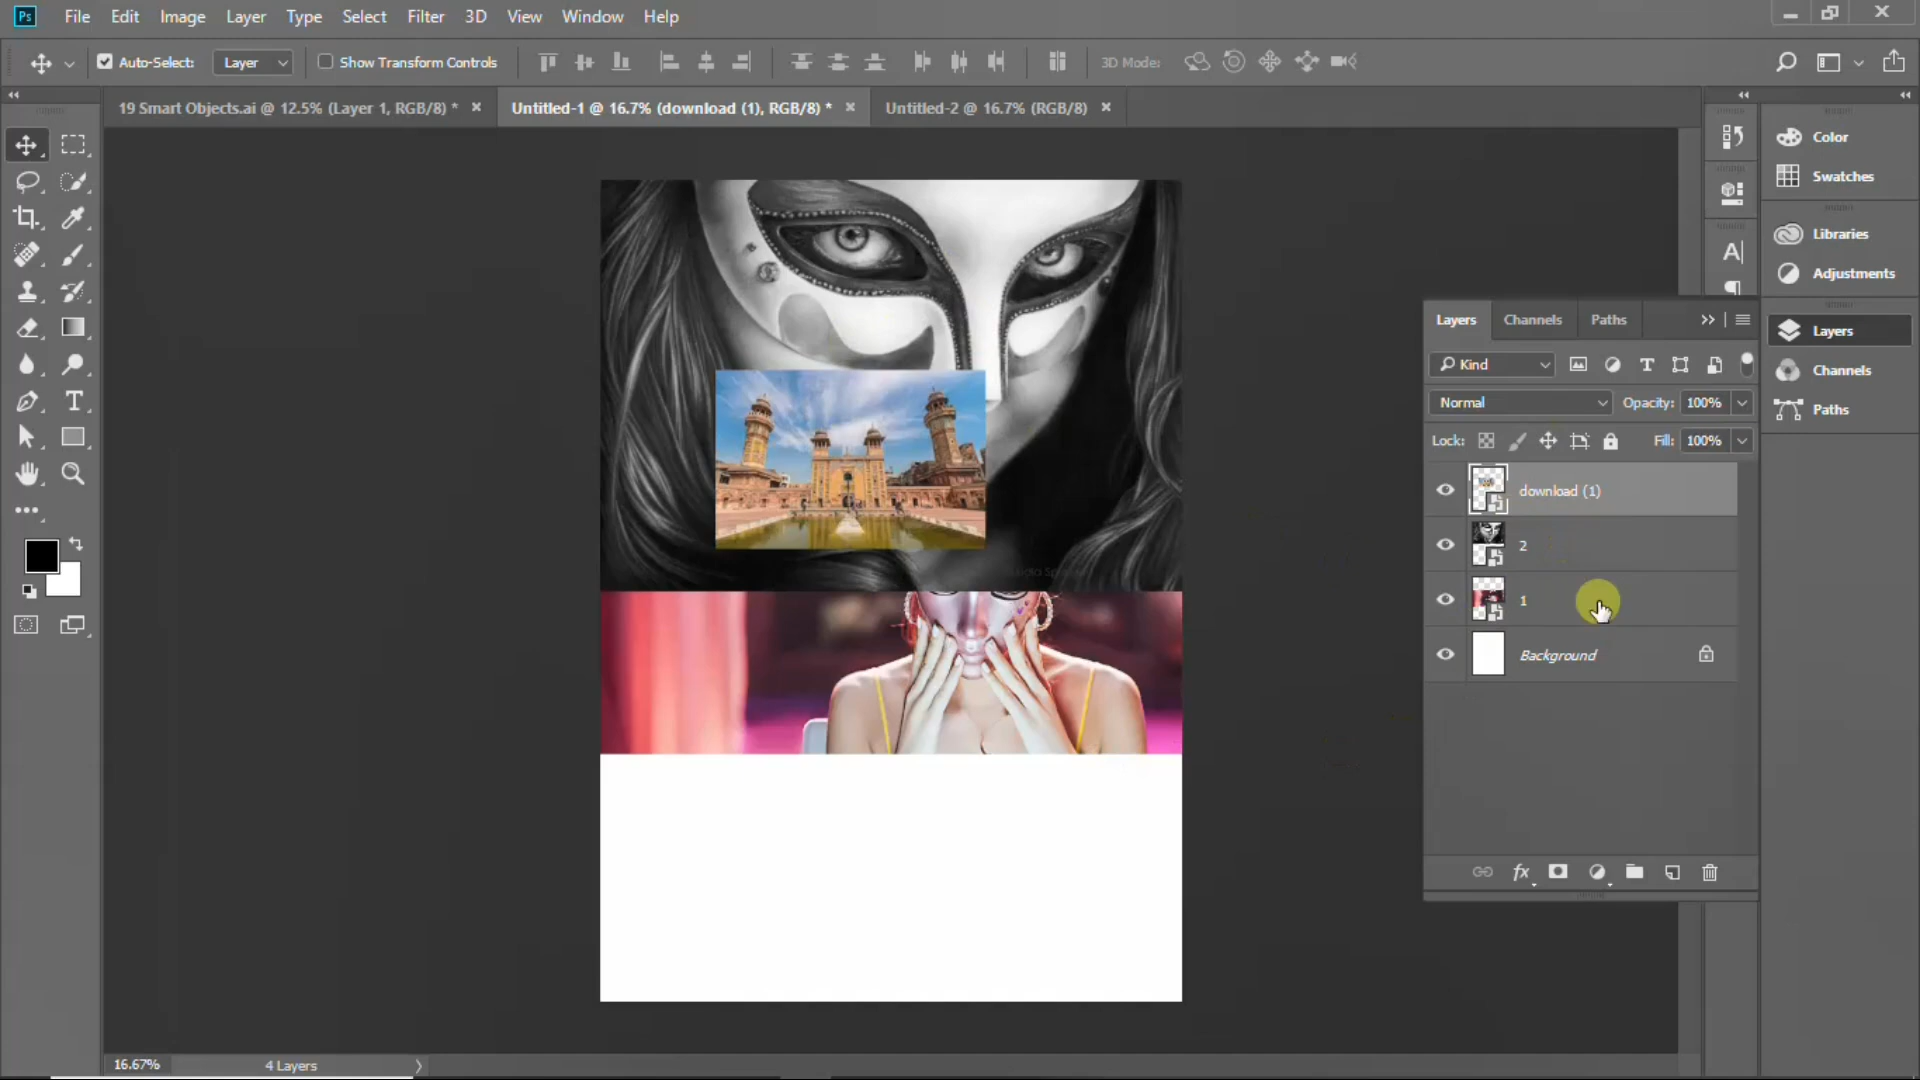 Ps File Edit Image Layer Type Select Filter 3D View Window Help
Auto-Select: Layer Show Transform Controls 3D Mode:
19 Smart Objects.ai @ 12.5% (Layer 1, RGB/8) * Untitled-1 @ 16.7% (download (1), RGB/8) * Untitled-2 @ 16.7% (RGB/8)
Color
Swatches
Libraries
Adjustments
Layers
Channels
Paths
Layers Channels Paths
Kind
Normal Opacity: 100%
Lock: Fill: 100%
download (1)
2
1
Background
fx
16.67% 4 Layers